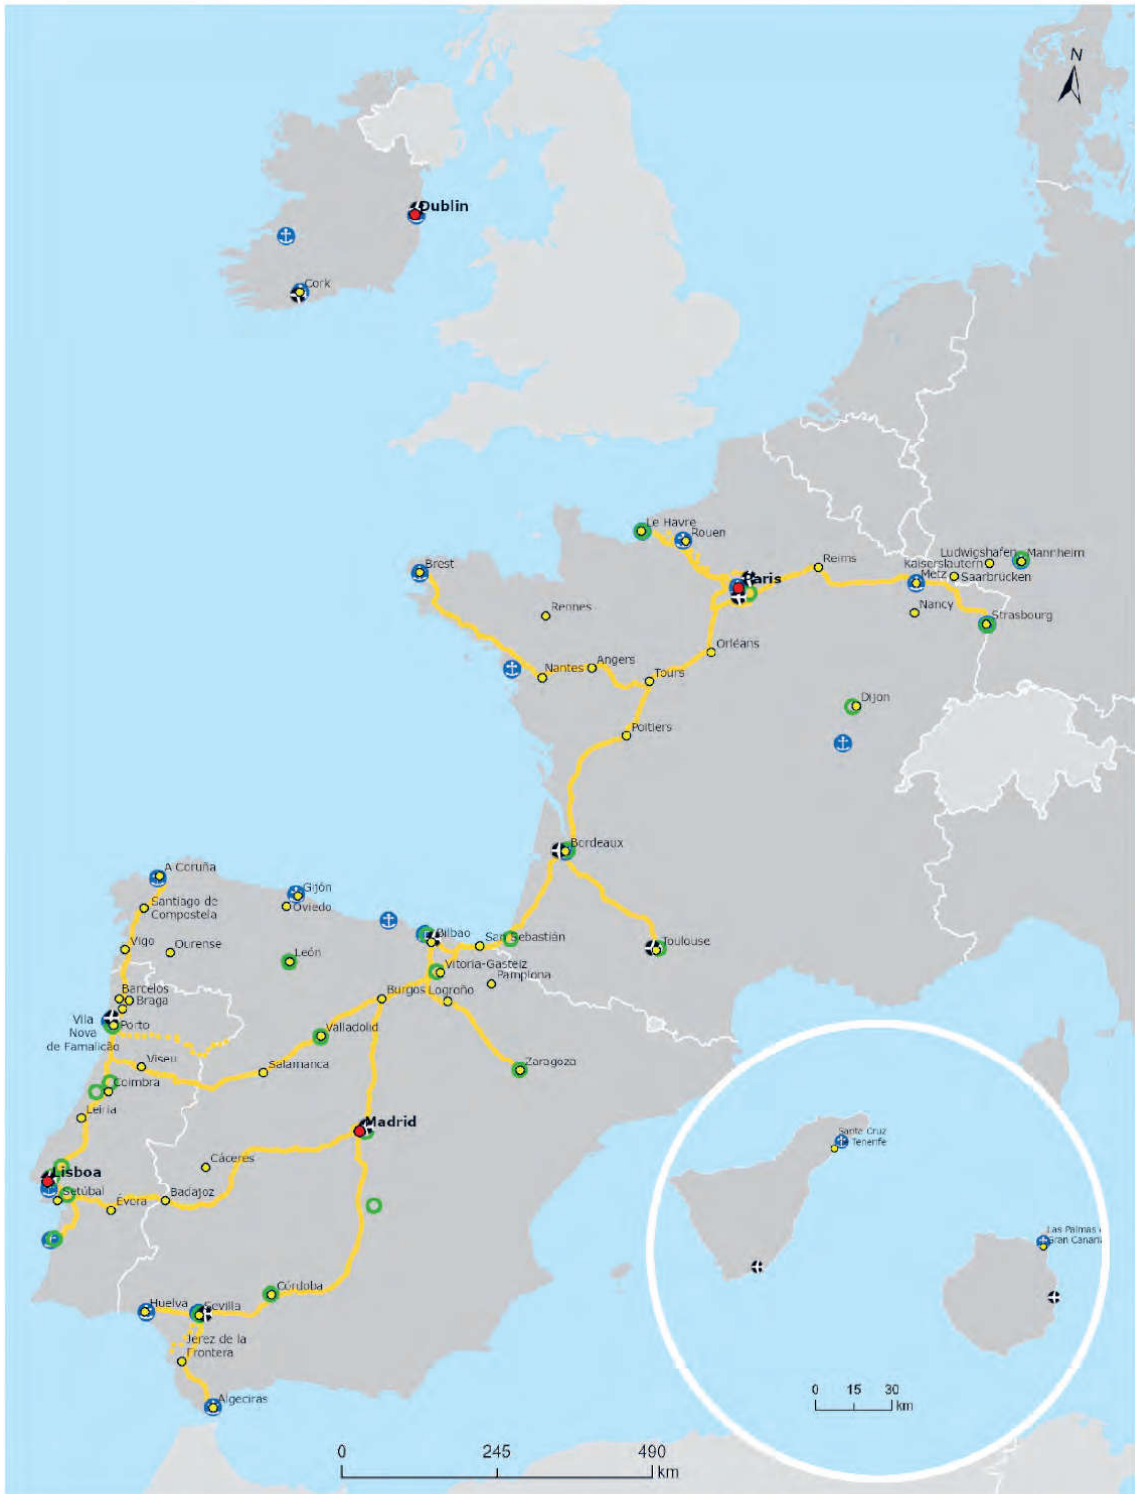 N
Dublin
Cork
Le Havre
Rouen
Brest
Rennes
Paris
Reims
Ludwigshafen
Mannheim
Kaiserslautern
Metz
Saarbrücken
Nancy
Strasbourg
Orléans
Nantes
Angers
Tours
Dijon
Poitiers
Bordeaux
Toulouse
A Coruña
Gijón
Santiago de
Compostela
Oviedo
Vigo
Ourense
León
Bilbao
San Sebastián
Vitoria-Gasteiz
Pamplona
Burgos
Logroño
Barcelos
Braga
Vila
Nova
de Famalicão
Porto
Valladolid
Viseu
Salamanca
Zaragoza
Coimbra
Leiria
Madrid
Cáceres
Lisboa
Setúbal
Évora
Badajoz
Córdoba
Huelva
Sevilla
Jerez de la
Frontera
Algeciras
Santa Cruz
Tenerife
Las Palmas
Gran Canaria
0 15 30
km
0 245 490
km